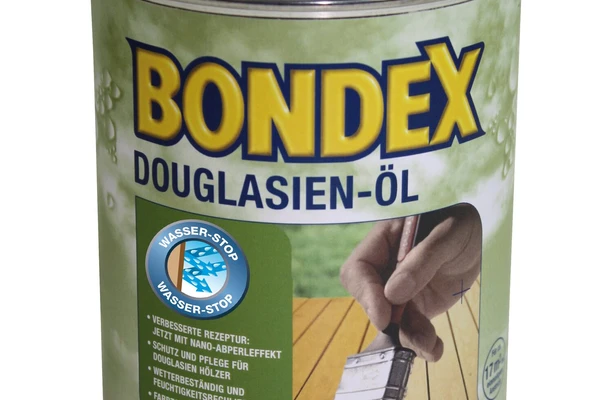 BONDEX
DOUGLASIEN-ÖL
WASSER-STOP
WASSER-STOP
• VERBESSERTE REZEPTUR:
JETZT MIT NANO-ABPERLEFFEKT
• SCHUTZ UND PFLEGE FÜR
DOUGLASIEN HÖLZER
• WETTERBESTÄNDIG UND